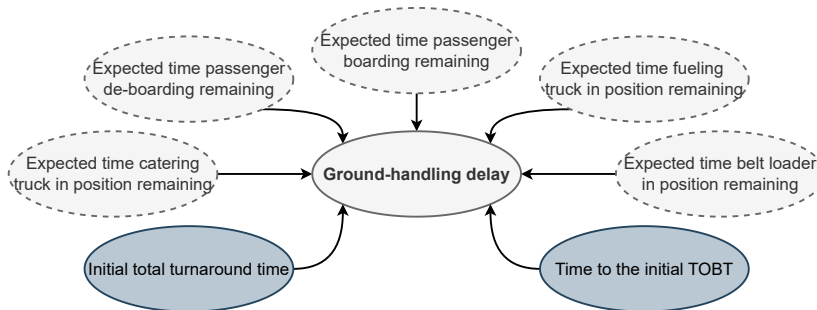 Expected time passenger
boarding remaining
Expected time passenger
de-boarding remaining
Expected time fueling
truck in position remaining
Expected time catering
truck in position remaining
Ground-handling delay
Expected time belt loader
in position remaining
Initial total turnaround time
Time to the initial TOBT